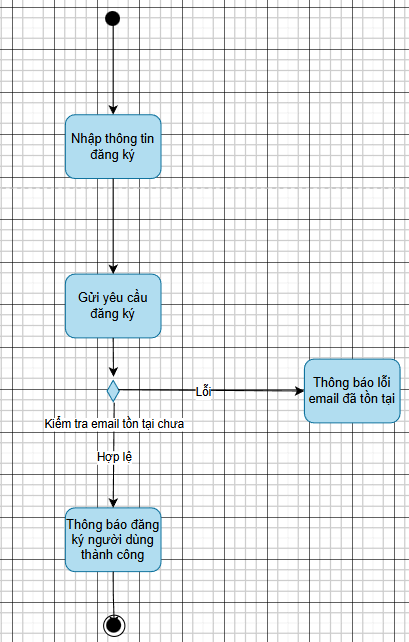 Nhập thông tin
đăng ký
Gửi yêu cầu
đăng ký
Lỗi
Thông báo lỗi
email đã tồn tại
Kiểm tra email tồn tại chưa
Hợp lệ
Thông báo đăng
ký người dùng
thành công